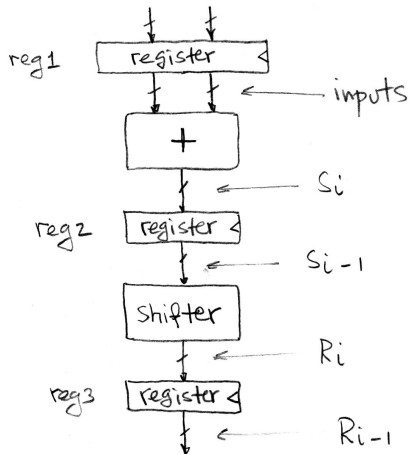 reg1
register
inputs
+
Si
reg2
register
Si-1
Shifter
Ri
reg3
register
Ri-1